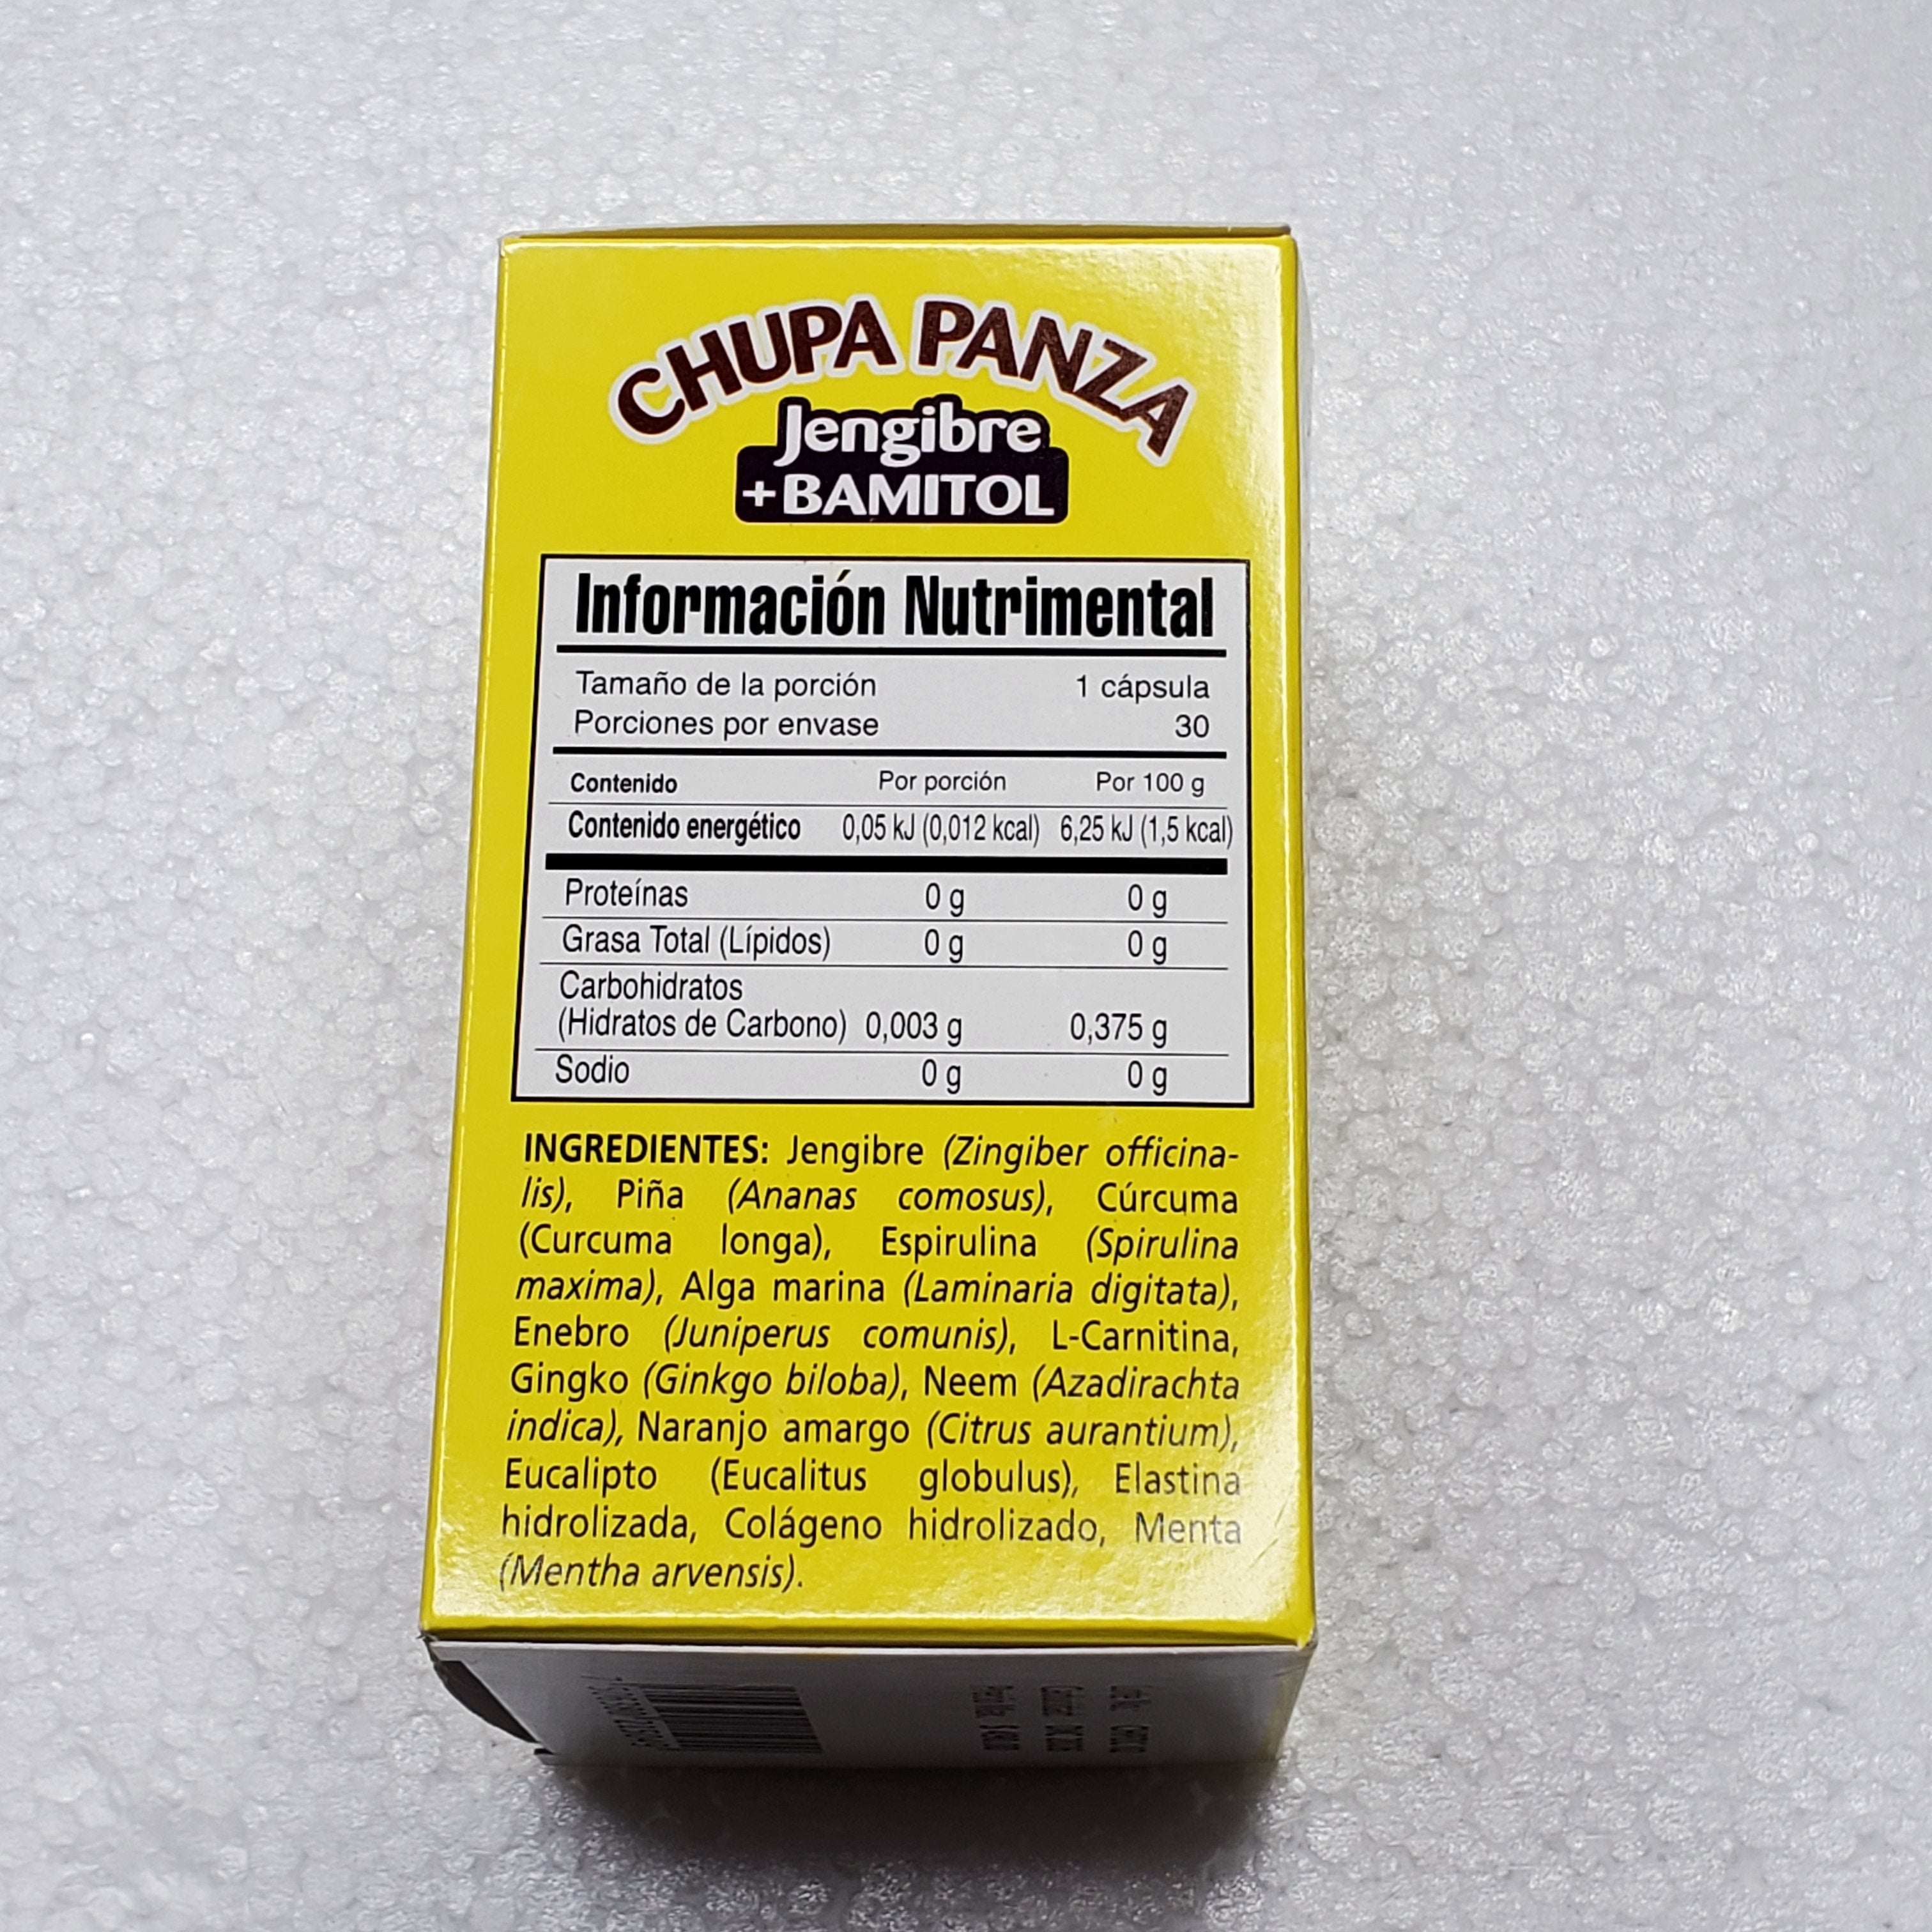 CHUPA PANZA
Jengibre
+BAMITOL
Información Nutrimental
Tamaño de la porción 1 cápsula
Porciones por envase 30
Contenido Por porción Por 100 g
Contenido energético 0,05 kJ (0,012 kcal) 6,25 kJ (1,5 kcal)
Proteínas 0 g 0 g
Grasa Total (Lípidos) 0 g 0 g
Carbohidratos
(Hidratos de Carbono) 0,003 g 0,375 g
Sodio 0 g 0 g
INGREDIENTES: Jengibre (Zingiber officina-
lis), Piña (Ananas comosus), Cúrcuma
(Curcuma longa), Espirulina (Spirulina
maxima), Alga marina (Laminaria digitata),
Enebro (Juniperus comunis), L-Carnitina,
Gingko (Ginkgo biloba), Neem (Azadirachta
indica), Naranjo amargo (Citrus aurantium),
Eucalipto (Eucalitus globulus), Elastina
hidrolizada, Colágeno hidrolizado, Menta
(Mentha arvensis).